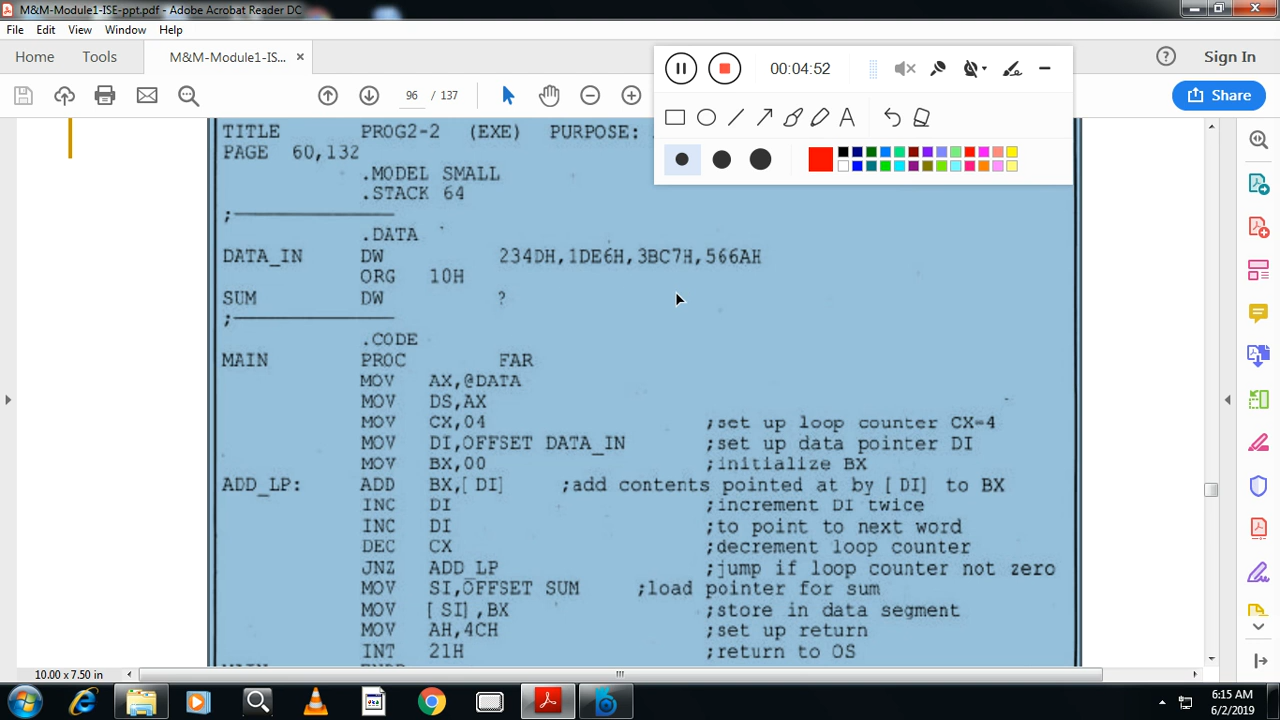 M&M-Module1-ISE-ppt.pdf - Adobe Acrobat Reader DC
File Edit View Window Help
Home Tools M&M-Module1-IS... × Sign In
96 / 137 Share
00:04:52
A
TITLE PROG2-2 (EXE) PURPOSE:
PAGE 60,132
.MODEL SMALL
.STACK 64
;
.DATA
DATA_IN DW 234DH,1DE6H,3BC7H,566AH
ORG 10H
SUM DW ?
;
.CODE
MAIN PROC FAR
MOV AX,@DATA
MOV DS,AX
MOV CX,04 ;set up loop counter CX=4
MOV DI,OFFSET DATA_IN ;set up data pointer DI
MOV BX,00 ;initialize BX
ADD_LP: ADD BX,[DI] ;add contents pointed at by [DI] to BX
INC DI ;increment DI twice
INC DI ;to point to next word
DEC CX ;decrement loop counter
JNZ ADD_LP ;jump if loop counter not zero
MOV SI,OFFSET SUM ;load pointer for sum
MOV [SI],BX ;store in data segment
MOV AH,4CH ;set up return
INT 21H ;return to OS
10.00 x 7.50 in
6:15 AM
6/2/2019